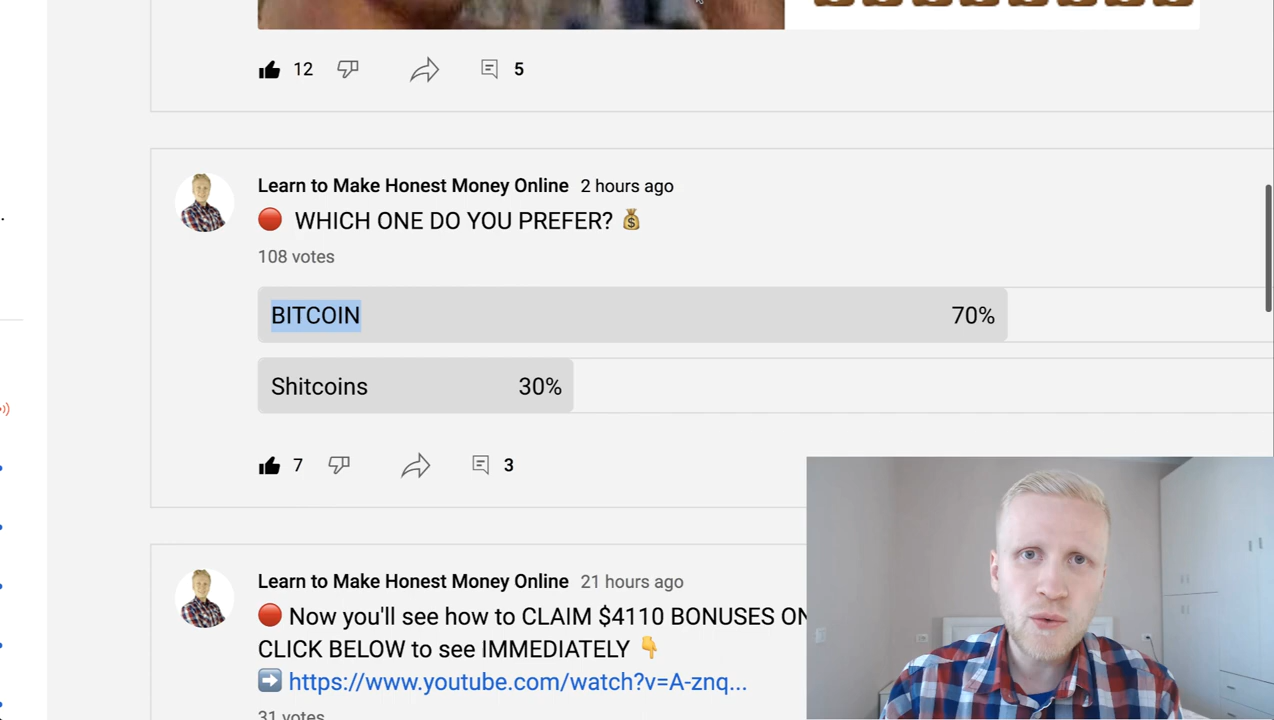 12 5
Learn to Make Honest Money Online 2 hours ago
WHICH ONE DO YOU PREFER?
108 votes
BITCOIN 70%
Shitcoins 30%
7 3
Learn to Make Honest Money Online 21 hours ago
Now you'll see how to CLAIM $4110 BONUSES ON
CLICK BELOW to see IMMEDIATELY
https://www.youtube.com/watch?v=A-znq...
31 votes